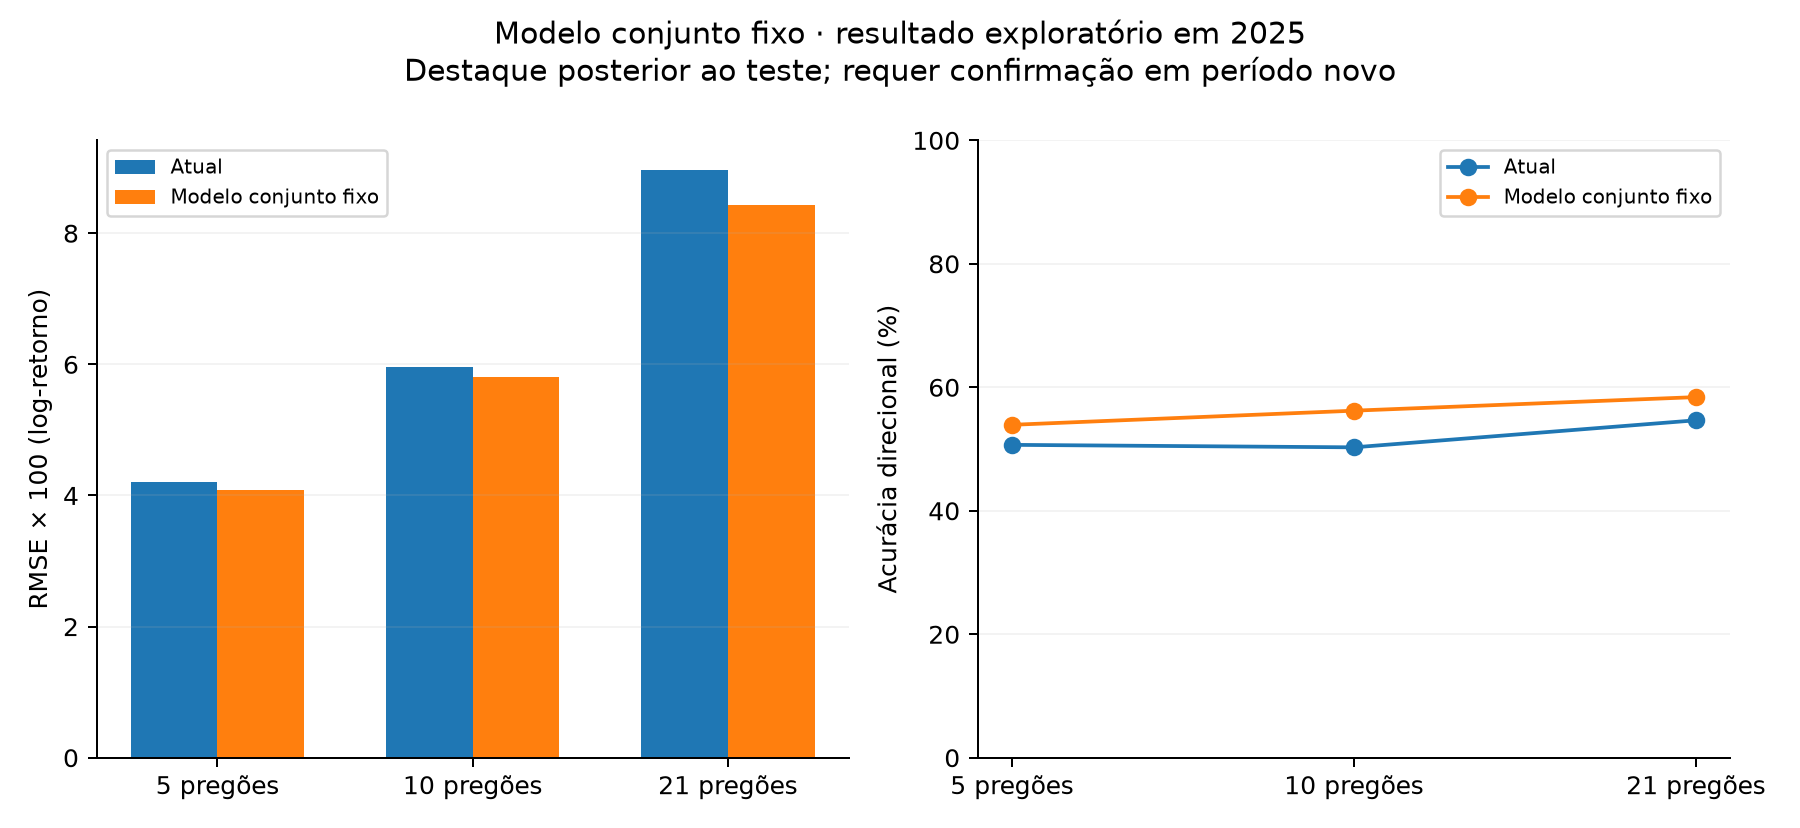 Modelo conjunto fixo · resultado exploratório em 2025
Destaque posterior ao teste; requer confirmação em período novo
RMSE × 100 (log-retorno)
8
6
4
2
0
Atual
Modelo conjunto fixo
5 pregões
10 pregões
21 pregões
Acurácia direcional (%)
100
80
60
40
20
0
Atual
Modelo conjunto fixo
5 pregões
10 pregões
21 pregões